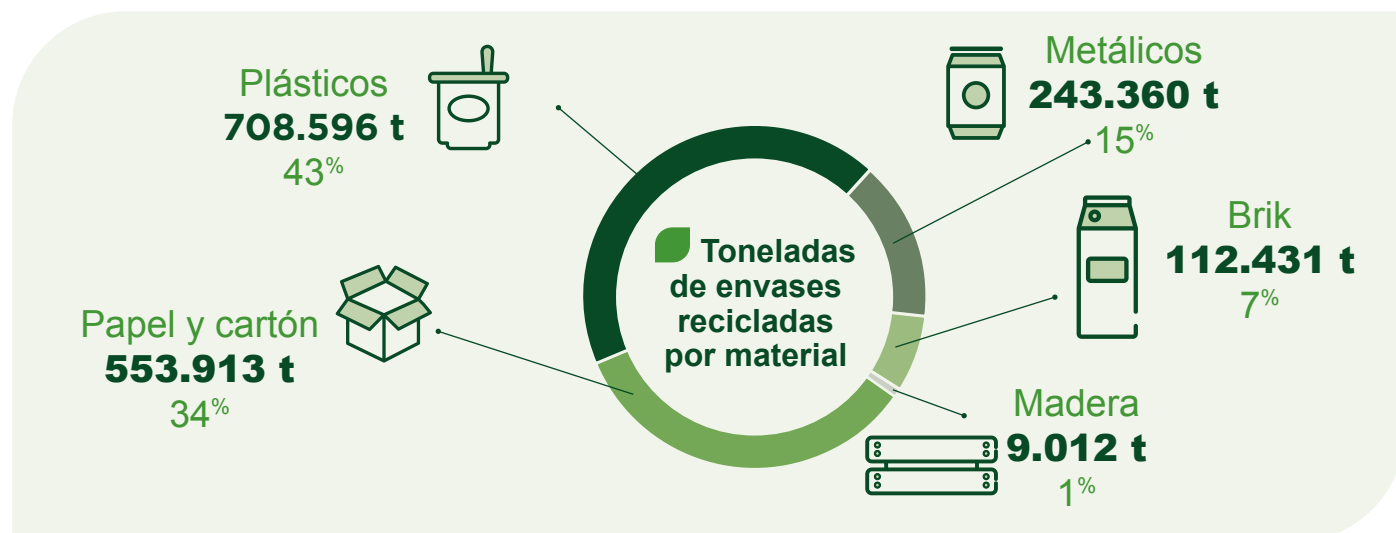 Plásticos
708.596 t
43%
Metálicos
243.360 t
15%
Toneladas
de envases
recicladas
por material
Brik
112.431 t
7%
Papel y cartón
553.913 t
34%
Madera
9.012 t
1%